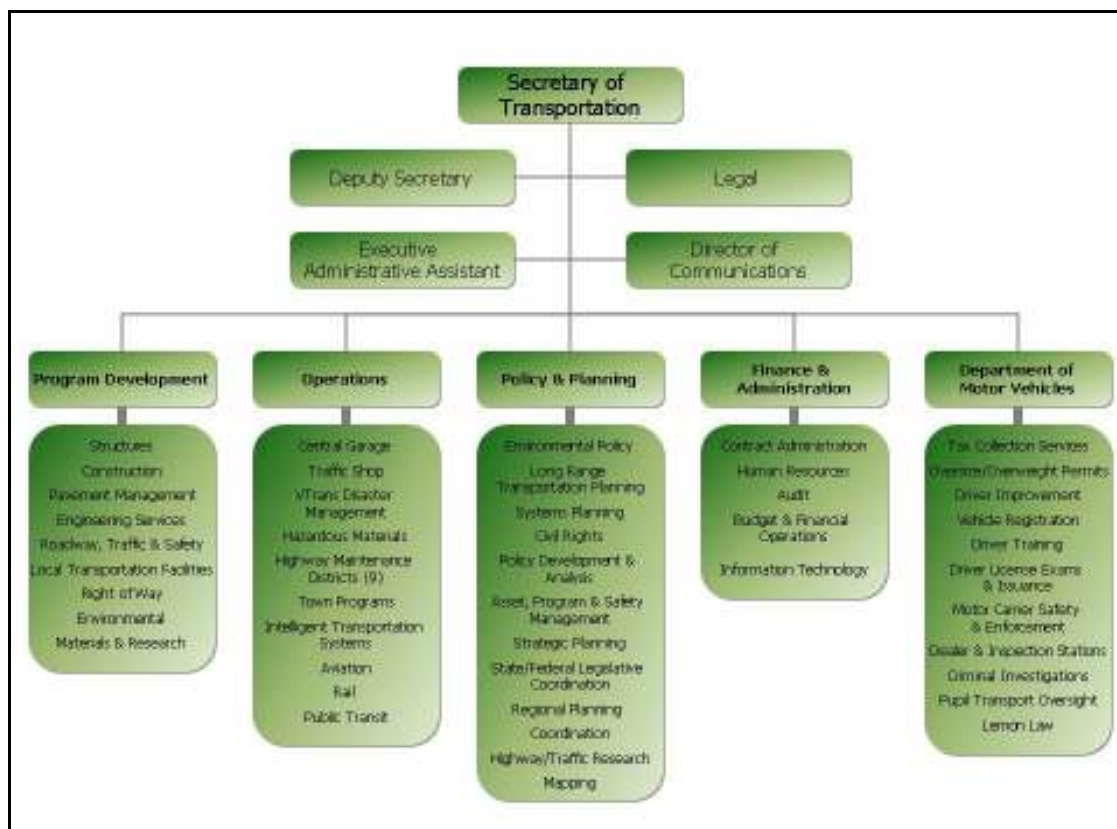 Secretary of
Transportation
Deputy Secretary
Legal
Executive
Administrative Assistant
Director of
Communications
Program Development
Structures
Construction
Pavement Management
Engineering Services
Roadway, Traffic & Safety
Local Transportation Facilities
Right of Way
Environmental
Materials & Research
Operations
Central Garage
Traffic Shop
VTrans Disaster
Management
Hazardous Materials
Highway Maintenance
Districts (9)
Town Programs
Intelligent Transportation
Systems
Aviation
Rail
Public Transit
Policy & Planning
Environmental Policy
Long Range
Transportation Planning
Systems Planning
Civil Rights
Policy Development &
Analysis
Asset, Program & Safety
Management
Strategic Planning
State/Federal Legislative
Coordination
Regional Planning
Coordination
Highway/Traffic Research
Mapping
Finance &
Administration
Contract Administration
Human Resources
Audit
Budget & Financial
Operations
Information Technology
Department of
Motor Vehicles
Tax Collection Services
Oversize/Overweight Permits
Driver Improvement
Vehicle Registration
Driver Training
Driver License Exams
& Issuance
Motor Carrier Safety
& Enforcement
Dealer & Inspection Stations
Criminal Investigations
Pupil Transport Oversight
Lemon Law